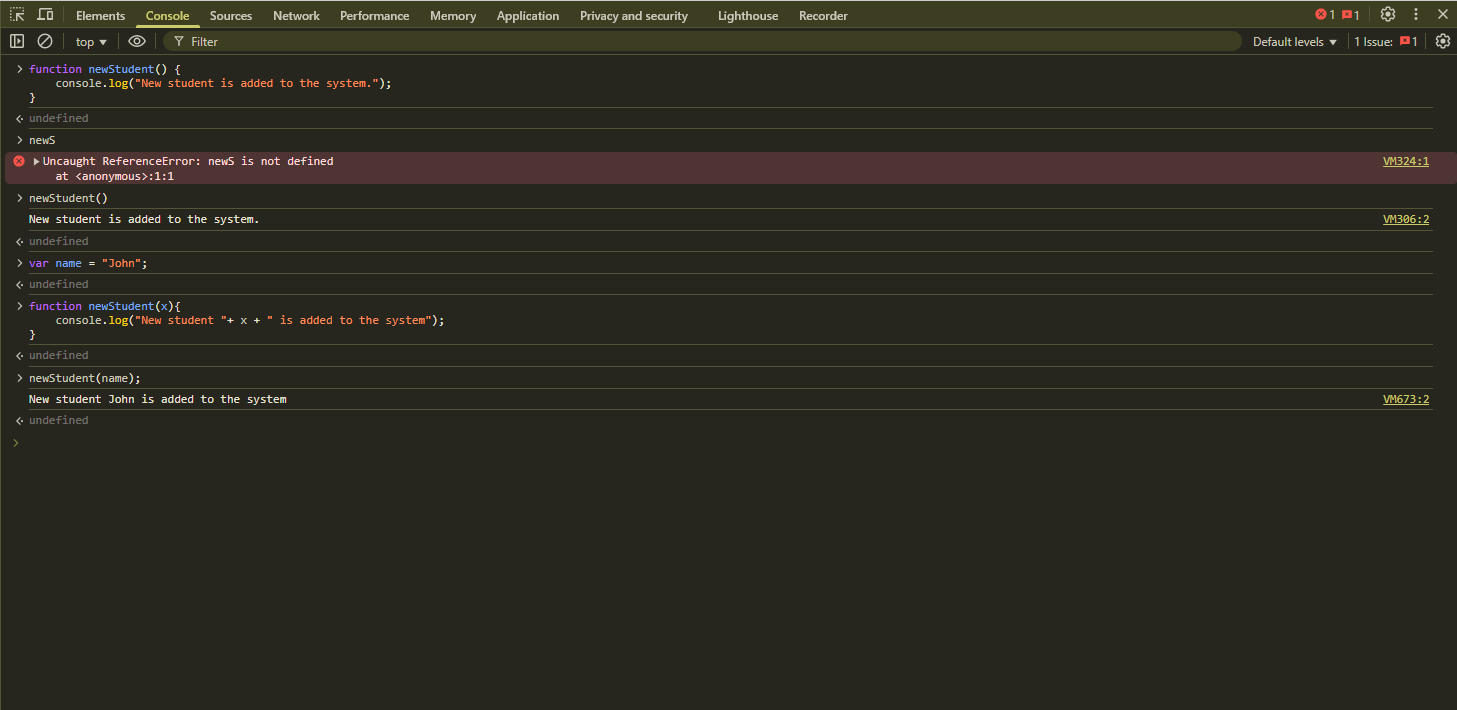 Elements Console Sources Network Performance Memory Application Privacy and security Lighthouse Recorder 1 1
top Filter Default levels 1 Issue: 1
function newStudent() {
    console.log("New student is added to the system.");
}
undefined
newS
Uncaught ReferenceError: newS is not defined VM324:1
    at <anonymous>:1:1
newStudent()
New student is added to the system. VM306:2
undefined
var name = "John";
undefined
function newStudent(x){
    console.log("New student "+ x + " is added to the system");
}
undefined
newStudent(name);
New student John is added to the system VM673:2
undefined